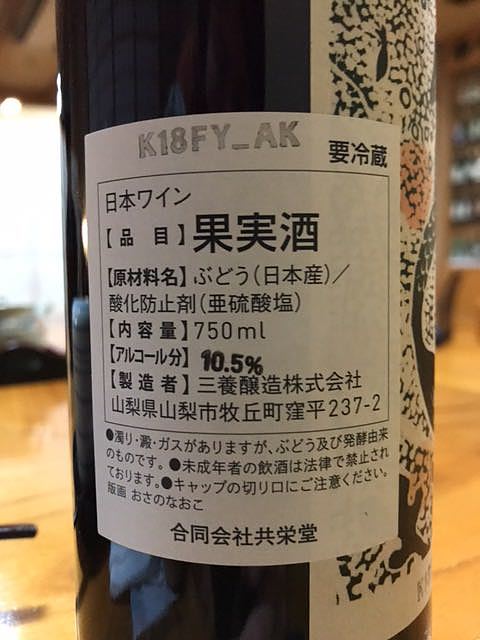 K18FY_AK
要冷蔵
日本ワイン
【品 目】果実酒
【原材料名】ぶどう(日本産)／
酸化防止剤(亜硫酸塩)
【内容量】750ml
【アルコール分】10.5%
【製造者】三養醸造株式会社
山梨県山梨市牧丘町窪平237-2
●濁り・澱・ガスがありますが、ぶどう及び発酵由来
のものです。●未成年者の飲酒は法律で禁止され
ております。●キャップの切り口にご注意ください。
版画 おさのなおこ
合同会社共栄堂